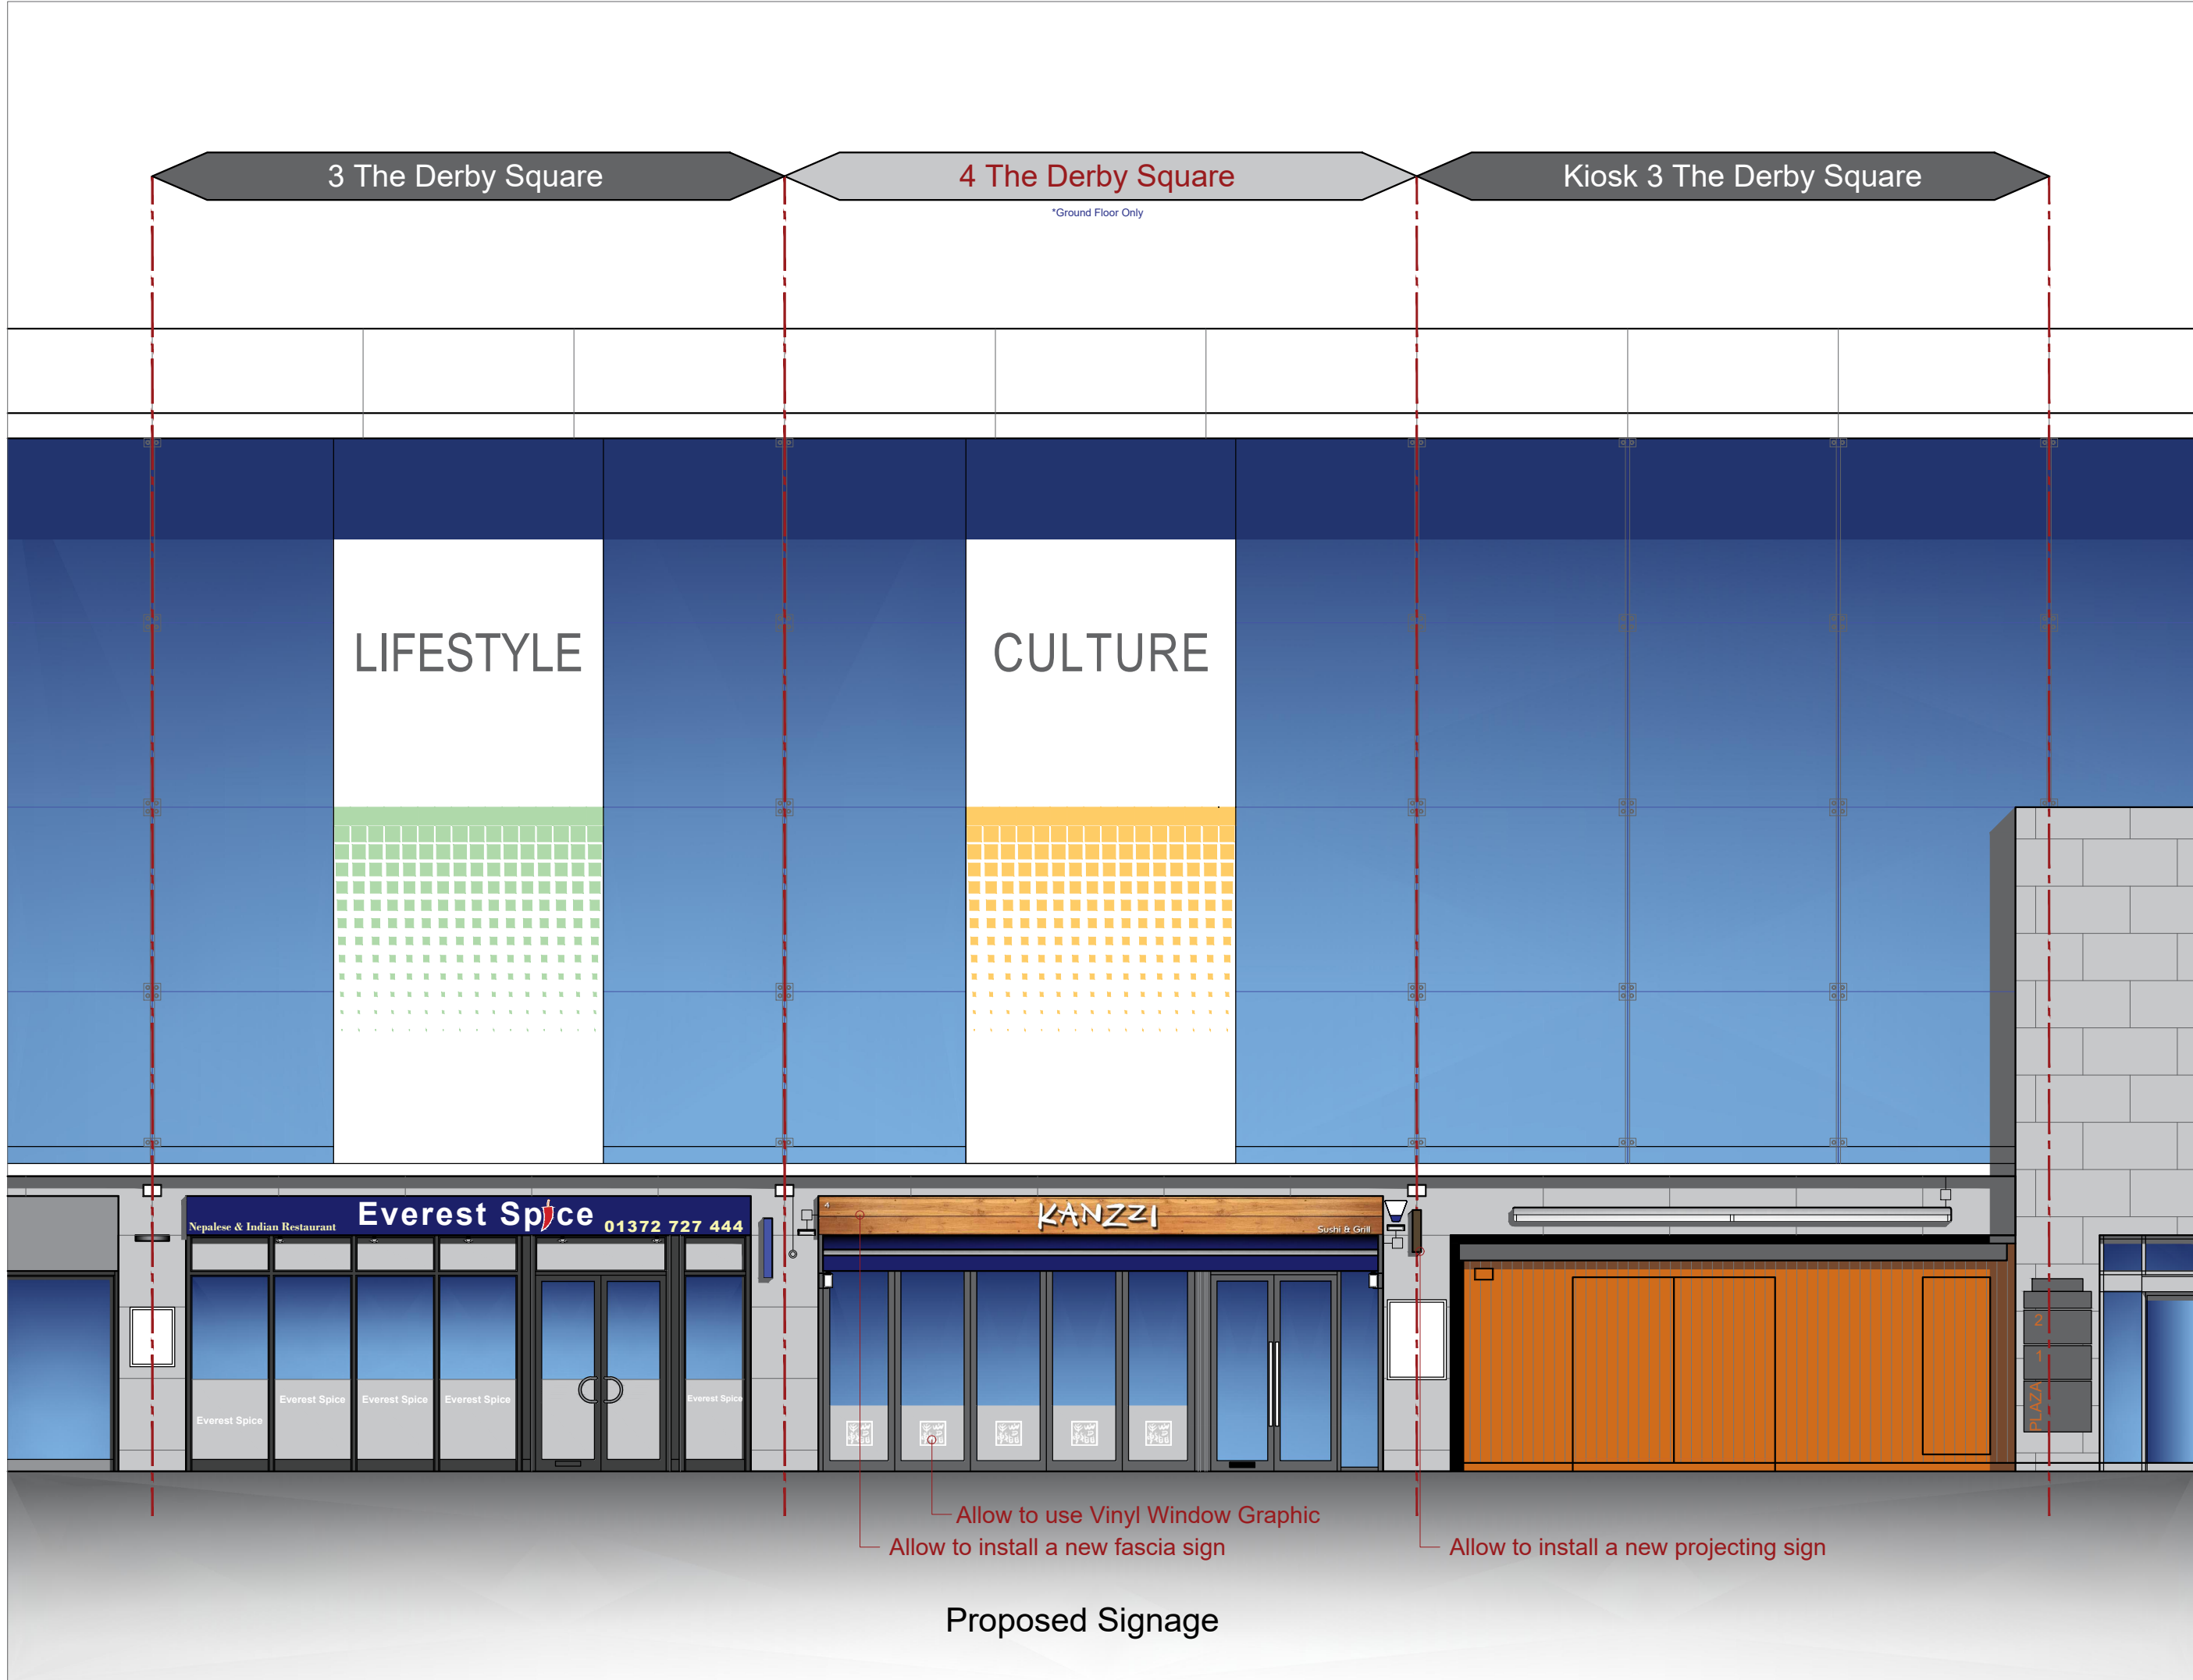 3 The Derby Square
4 The Derby Square
Kiosk 3 The Derby Square
*Ground Floor Only
LIFESTYLE
CULTURE
Nepalese & Indian Restaurant
Everest Spice
01372 727 444
4
KANZZI
Sushi & Grill
Everest Spice
Everest Spice
Everest Spice
Everest Spice
Everest Spice
2
1
PLAZA
Allow to use Vinyl Window Graphic
Allow to install a new fascia sign
Allow to install a new projecting sign
Proposed Signage